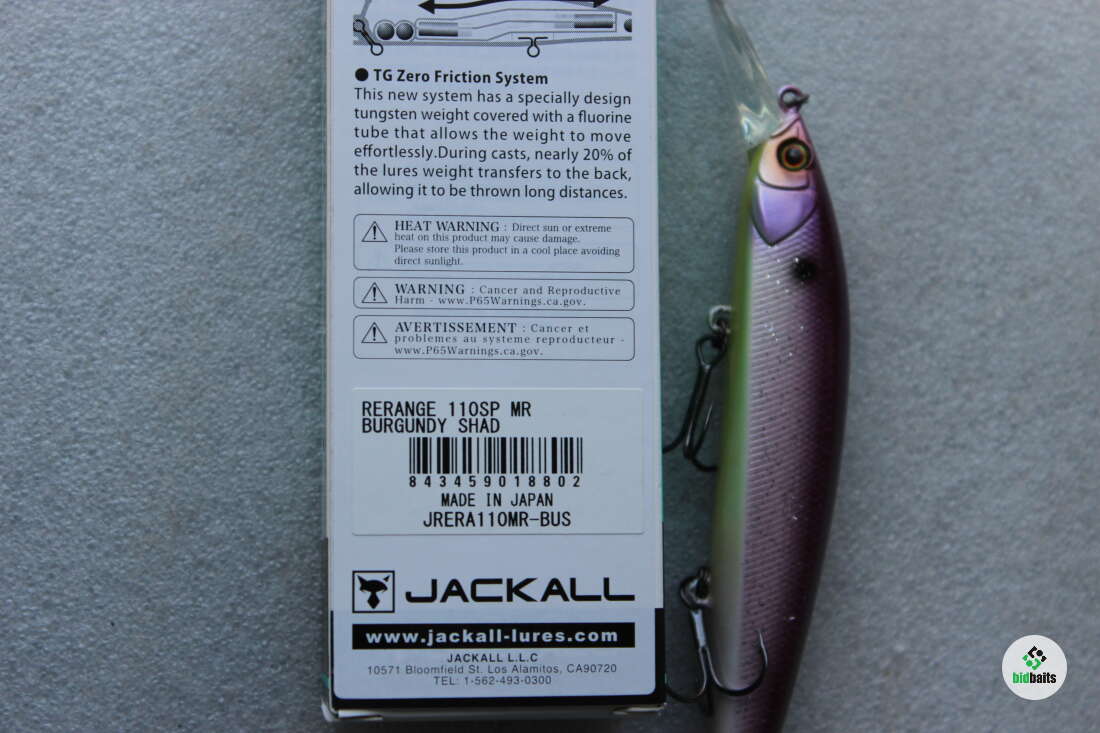 ● TG Zero Friction System
This new system has a specially design
tungsten weight covered with a fluorine
tube that allows the weight to move
effortlessly.During casts, nearly 20% of
the lures weight transfers to the back,
allowing it to be thrown long distances.
HEAT WARNING : Direct sun or extreme
heat on this product may cause damage.
Please store this product in a cool place avoiding
direct sunlight.
WARNING : Cancer and Reproductive
Harm - www.P65Warnings.ca.gov.
AVERTISSEMENT : Cancer et
problemes au systeme reproducteur -
www.P65Warnings.ca.gov.
RERANGE 110SP MR
BURGUNDY SHAD
843459018802
MADE IN JAPAN
JRERA110MR-BUS
JACKALL
www.jackall-lures.com
JACKALL L.L.C
10571 Bloomfield St. Los Alamitos, CA90720
TEL: 1-562-493-0300
bidbaits